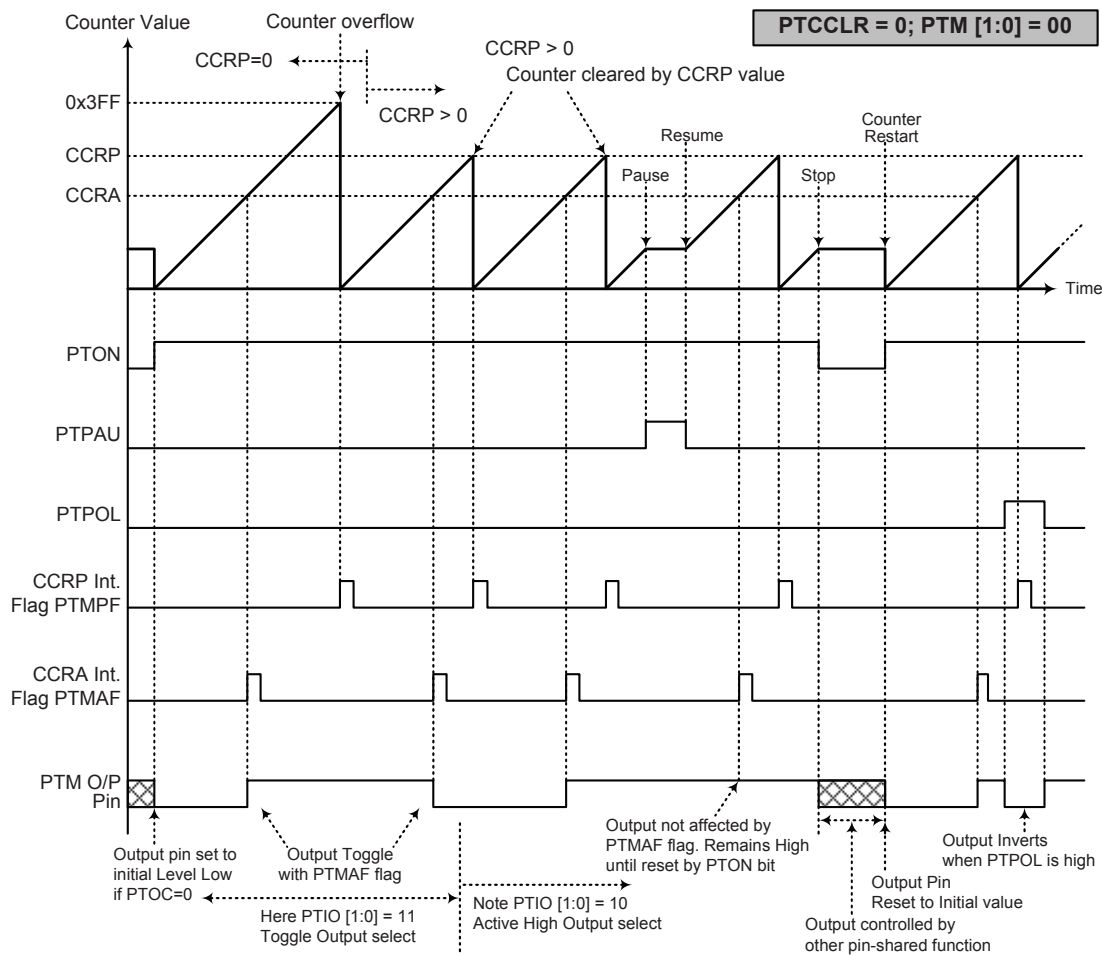 Counter Value
Counter overflow
PTCCLR = 0; PTM [1:0] = 00
CCRP=0
CCRP > 0
CCRP > 0
Counter cleared by CCRP value
0x3FF
CCRP
CCRA
Pause
Resume
Stop
Counter
Restart
Time
PTON
PTPAU
PTPOL
CCRP Int.
Flag PTMPF
CCRA Int.
Flag PTMAF
PTM O/P
Pin
Output pin set to
initial Level Low
if PTOC=0
Output Toggle
with PTMAF flag
Here PTIO [1:0] = 11
Toggle Output select
Note PTIO [1:0] = 10
Active High Output select
Output not affected by
PTMAF flag. Remains High
until reset by PTON bit
Output controlled by
other pin-shared function
Output Pin
Reset to Initial value
Output Inverts
when PTPOL is high